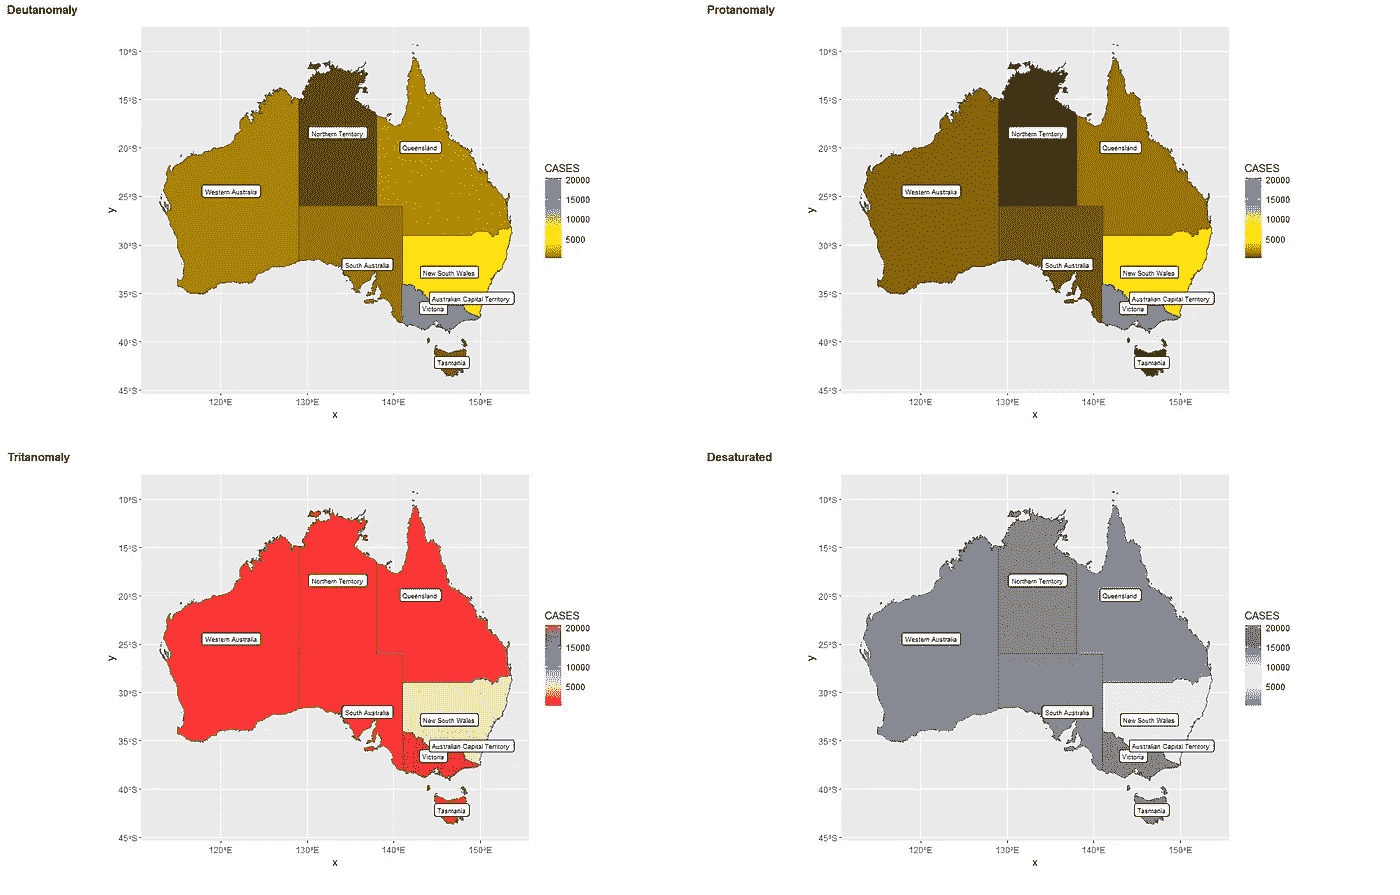 Deutanomaly
10°S
15°S
20°S
25°S
30°S
35°S
40°S
45°S
y
120°E
130°E
140°E
150°E
x
Northern Territory
Queensland
Western Australia
South Australia
New South Wales
Australian Capital Territory
Victoria
Tasmania
CASES
20000
15000
10000
5000
Protanomaly
10°S
15°S
20°S
25°S
30°S
35°S
40°S
45°S
y
120°E
130°E
140°E
150°E
x
Northern Territory
Queensland
Western Australia
South Australia
New South Wales
Australian Capital Territory
Victoria
Tasmania
CASES
20000
15000
10000
5000
Tritanomaly
10°S
15°S
20°S
25°S
30°S
35°S
40°S
45°S
y
120°E
130°E
140°E
150°E
x
Northern Territory
Queensland
Western Australia
South Australia
New South Wales
Australian Capital Territory
Victoria
Tasmania
CASES
20000
15000
10000
5000
Desaturated
10°S
15°S
20°S
25°S
30°S
35°S
40°S
45°S
y
120°E
130°E
140°E
150°E
x
Northern Territory
Queensland
Western Australia
South Australia
New South Wales
Australian Capital Territory
Victoria
Tasmania
CASES
20000
15000
10000
5000